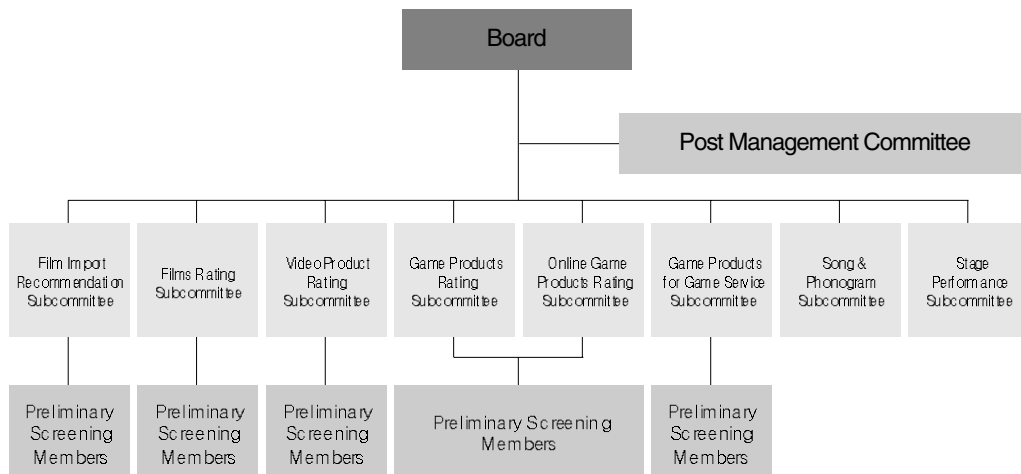 Board
Post Management Committee
Film Import
Recommendation
Subcommittee
Films Rating
Subcommittee
Video Product
Rating
Subcommittee
Game Products
Rating
Subcommittee
Online Game
Products Rating
Subcommittee
Game Products
for Game Service
Subcommittee
Song &
Phonogram
Subcommittee
Stage
Performance
Subcommittee
Preliminary
Screening
Members
Preliminary
Screening
Members
Preliminary
Screening
Members
Preliminary Screening
Members
Preliminary
Screening
Members